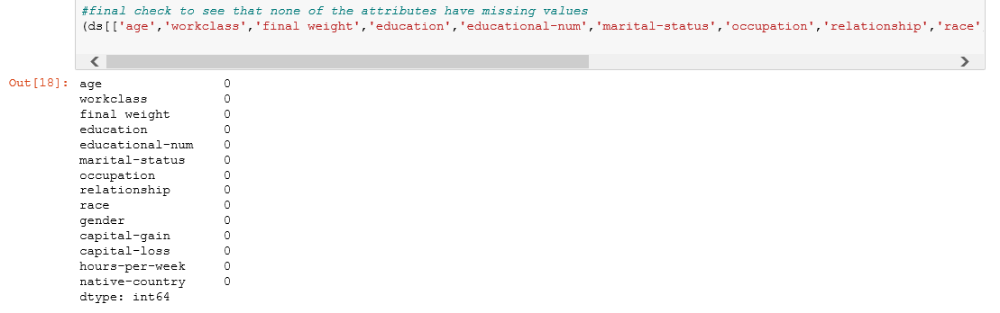 #final check to see that none of the attributes have missing values
(ds[['age','workclass','final weight','education','educational-num','marital-status','occupation','relationship','race'
Out[18]:
age 0
workclass 0
final weight 0
education 0
educational-num 0
marital-status 0
occupation 0
relationship 0
race 0
gender 0
capital-gain 0
capital-loss 0
hours-per-week 0
native-country 0
dtype: int64